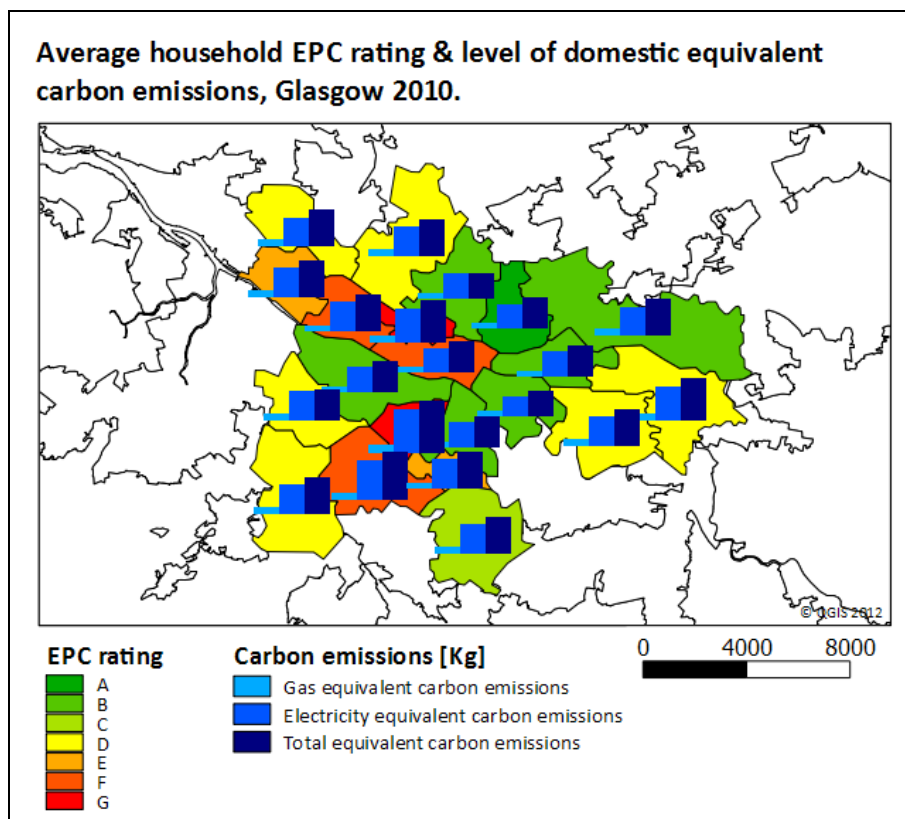 Average household EPC rating & level of domestic equivalent
carbon emissions, Glasgow 2010.
© QGIS 2012
EPC rating
A
B
C
D
E
F
G
Carbon emissions [Kg]
Gas equivalent carbon emissions
Electricity equivalent carbon emissions
Total equivalent carbon emissions
0 4000 8000